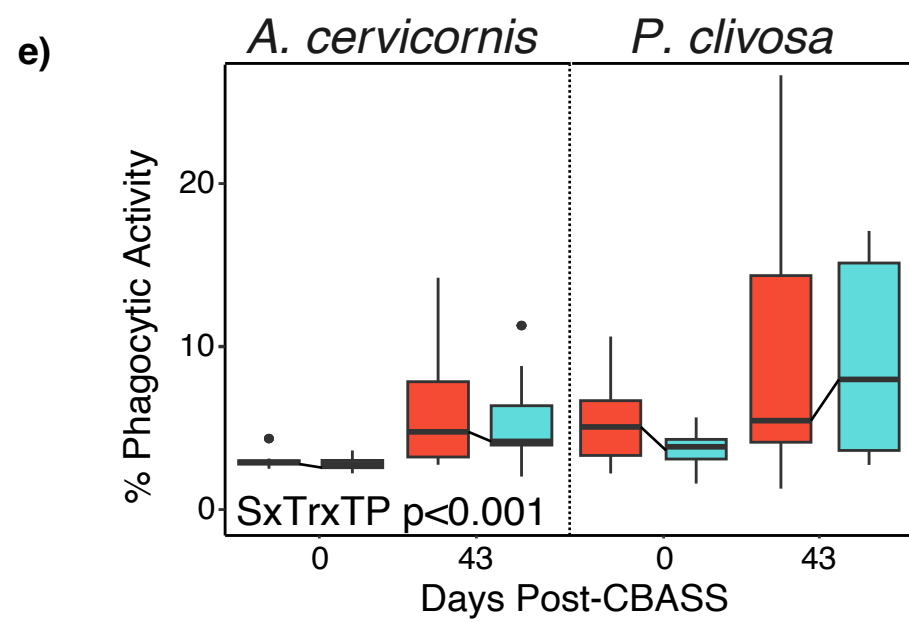 e)
A. cervicornis
P. clivosa
% Phagocytic Activity
20
10
0
SxTrxTP p<0.001
0
43
0
43
Days Post-CBASS